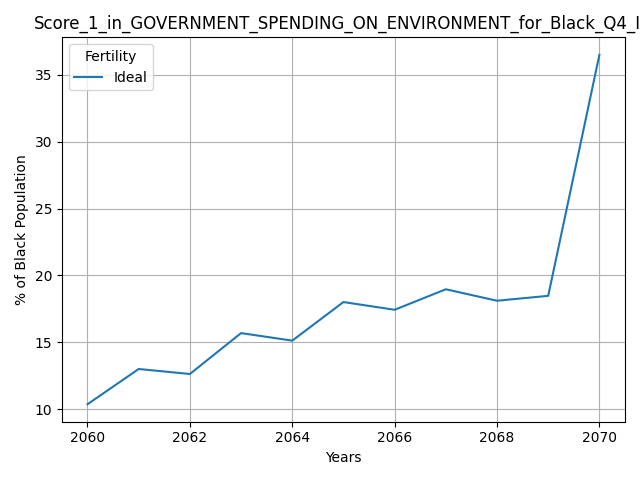 Score_1_in_GOVERNMENT_SPENDING_ON_ENVIRONMENT_for_Black_Q4_I
Fertility
Ideal
35
30
25
20
15
10
% of Black Population
2060 2062 2064 2066 2068 2070
Years